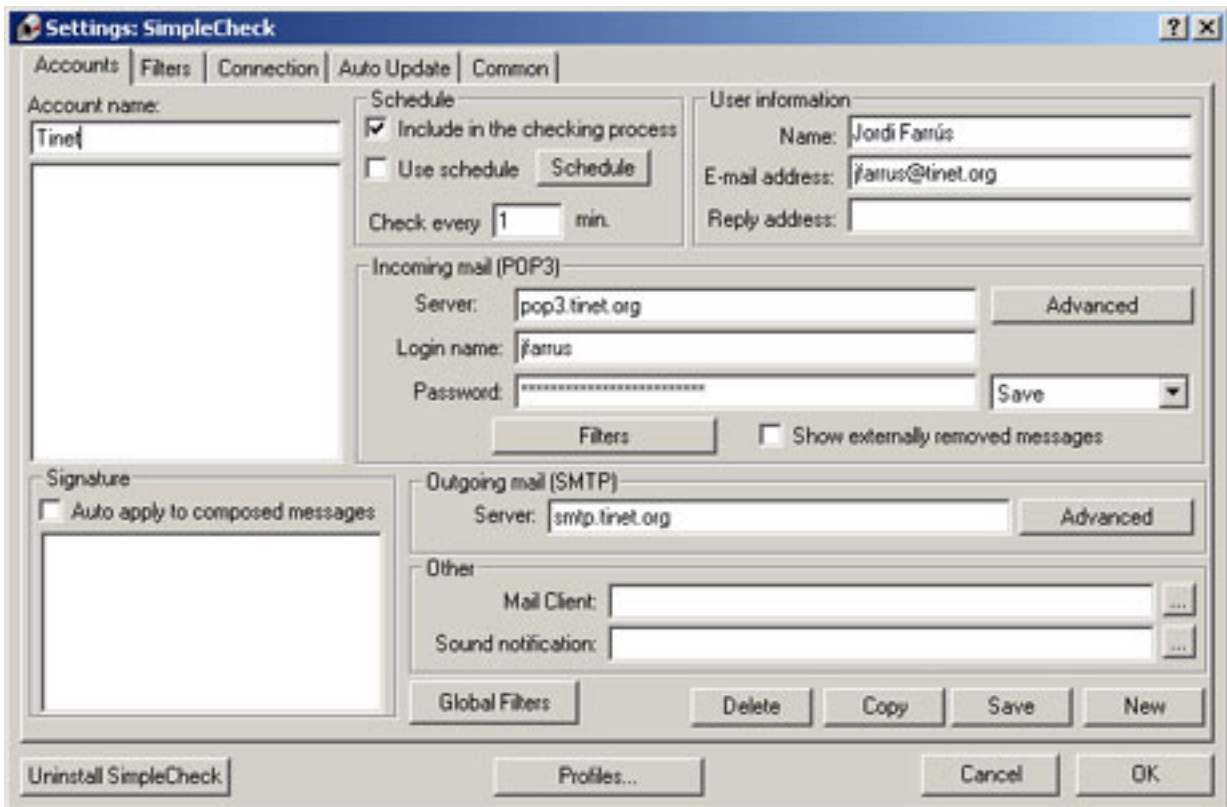 Settings: SimpleCheck
Accounts Filters Connection Auto Update Common
Account name:
Tinet
Schedule
Include in the checking process
Use schedule Schedule
Check every 1 min.
User information
Name: Jordi Farrús
E-mail address: jfarrus@tinet.org
Reply address:
Incoming mail (POP3)
Server: pop3.tinet.org Advanced
Login name: jfarrus
Password: ************************* Save
Filters Show externally removed messages
Signature
Auto apply to composed messages
Outgoing mail (SMTP)
Server: smtp.tinet.org Advanced
Other
Mail Client: ...
Sound notification: ...
Global Filters Delete Copy Save New
Uninstall SimpleCheck Profiles... Cancel OK